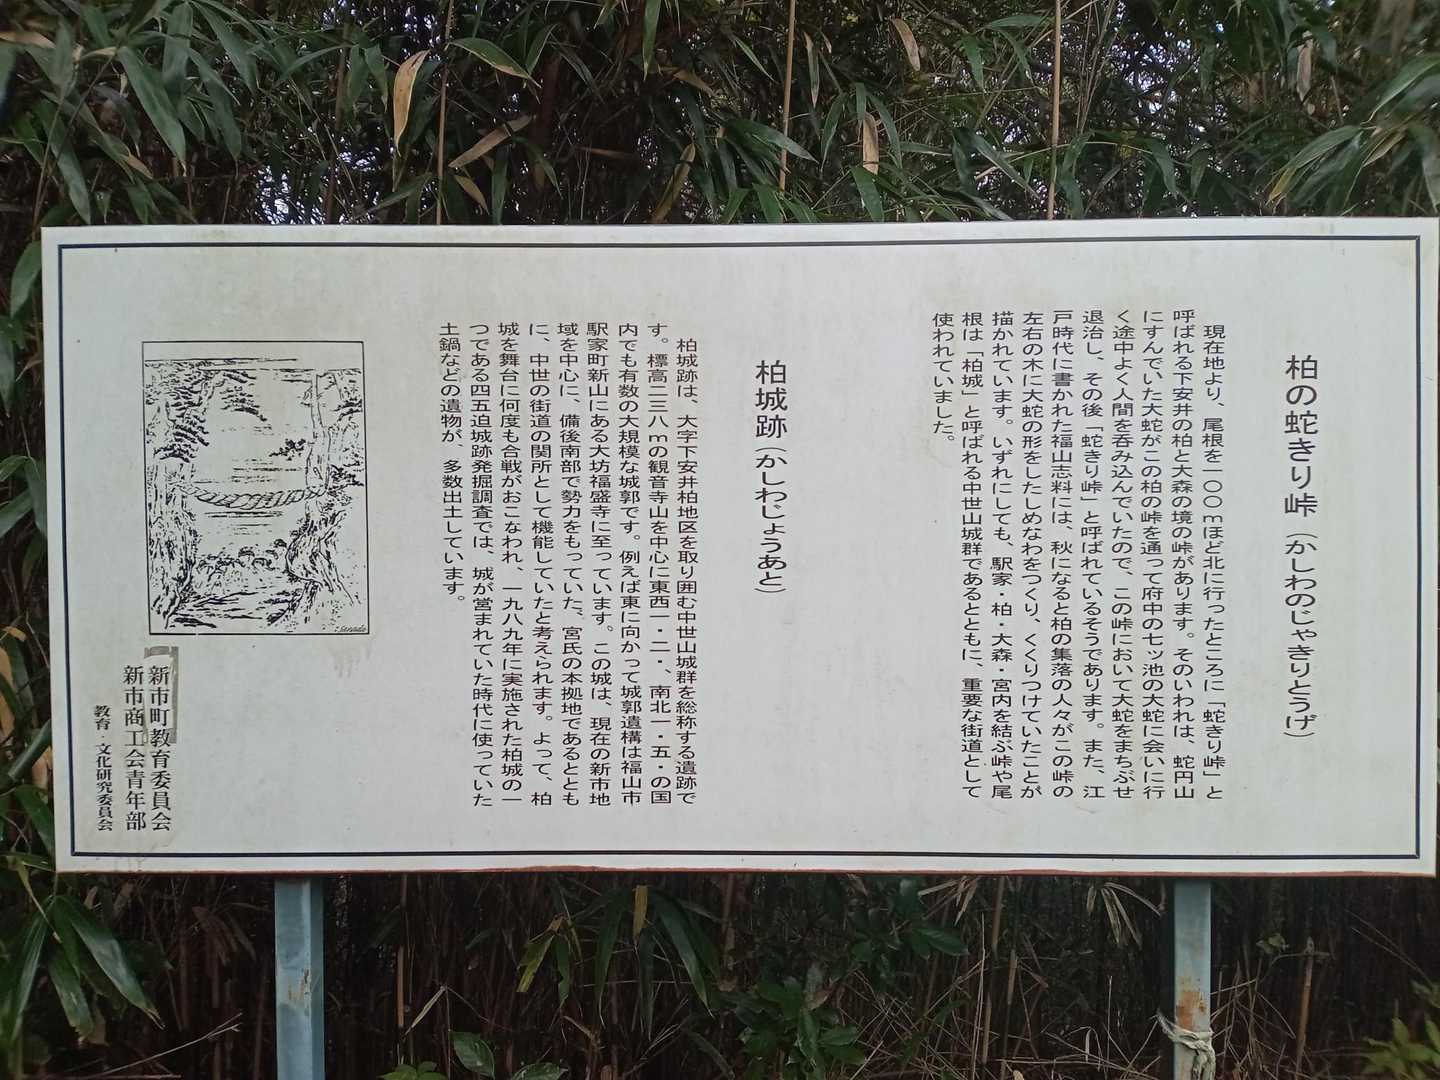 柏の蛇きり峠（かしわのじゃきりとうげ）
現在地より、尾根を一〇〇ｍほど北に行ったところに「蛇きり峠」と
呼ばれる下安井の柏と大森の境の峠があります。そのいわれは、蛇円山
にすんでいた大蛇がこの柏の峠を通って府中の七ッ池の大蛇に会いに行
く途中よく人間を呑み込んでいたので、この峠において大蛇をまちぶせ
退治し、その後「蛇きり峠」と呼ばれているそうであります。また、江
戸時代に書かれた福山志料には、秋になると柏の集落の人々がこの峠の
左右の木に大蛇の形をしたしめなわをつくり、くくりつけていたことが
描かれています。いずれにしても、駅家・柏・大森・宮内を結ぶ峠や尾
根は「柏城」と呼ばれる中世山城群であるとともに、重要な街道として
使われていました。
柏城跡（かしわじょうあと）
柏城跡は、大字下安井柏地区を取り囲む中世山城群を総称する遺跡で
す。標高二三八ｍの観音寺山を中心に東西一・二・、南北一・五・の国
内でも有数の大規模な城郭です。例えば東に向かって城郭遺構は福山市
駅家町新山にある大坊福盛寺に至っています。この城は、現在の新市地
域を中心に、備後南部で勢力をもっていた、宮氏の本拠地であるととも
に、中世の街道の関所として機能していたと考えられます。よって、柏
城を舞台に何度も合戦がおこなわれ、一九八九年に実施された柏城の一
つである四五迫城跡発掘調査では、城が営まれていた時代に使っていた
土鍋などの遺物が、多数出土しています。
新市町教育委員会
新市商工会青年部
教育・文化研究委員会